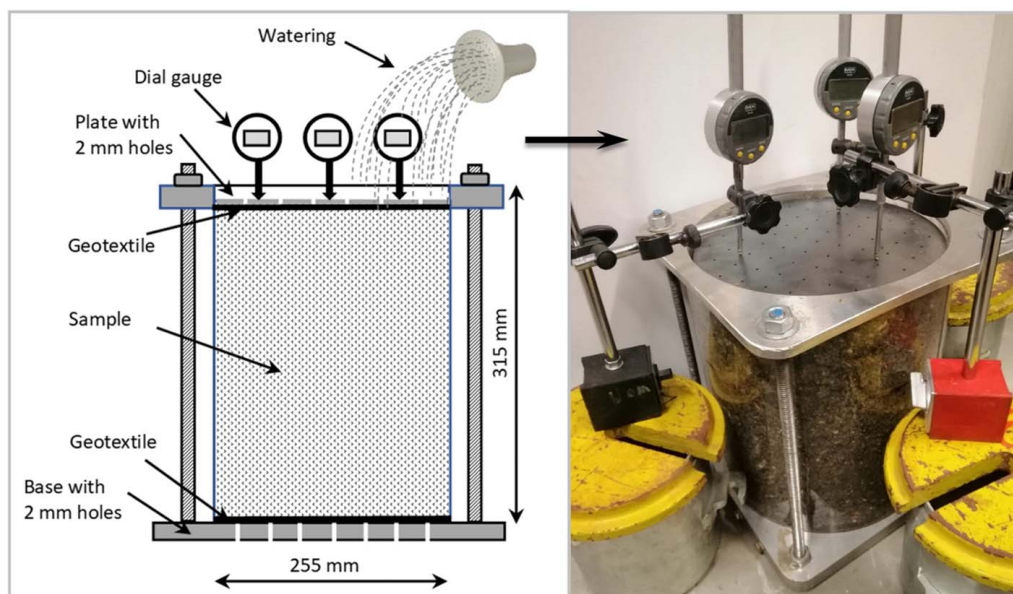 Watering
Dial gauge
Plate with
2 mm holes
Geotextile
Sample
315 mm
Geotextile
Base with
2 mm holes
255 mm